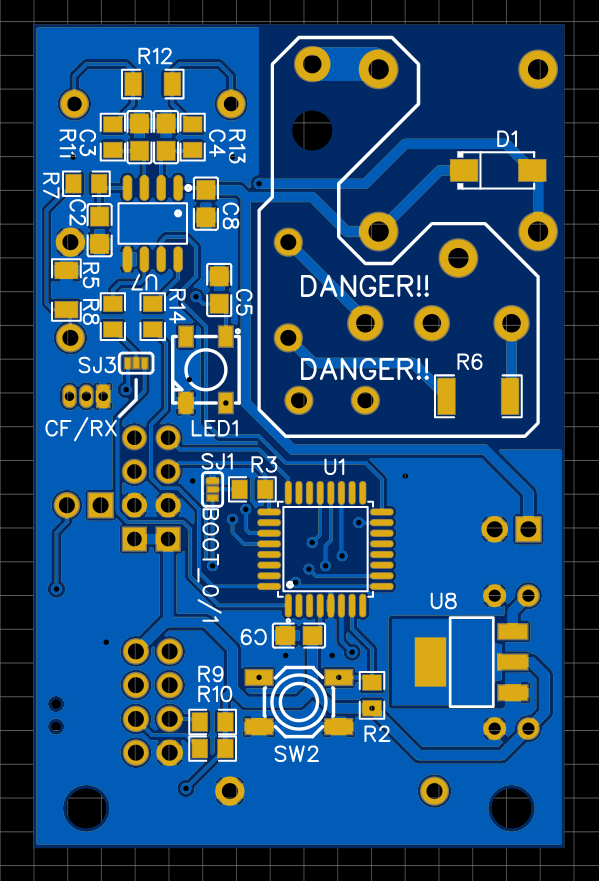 R12
C3
R11
C4
R13
D1
R7
C2
C8
U7
R5
R8
R14
C5
DANGER!!
DANGER!!
SJ3
R6
CF/RX
LED1
SJ1
R3
U1
BOOT_0/1
C9
U8
R9
R10
R2
SW2